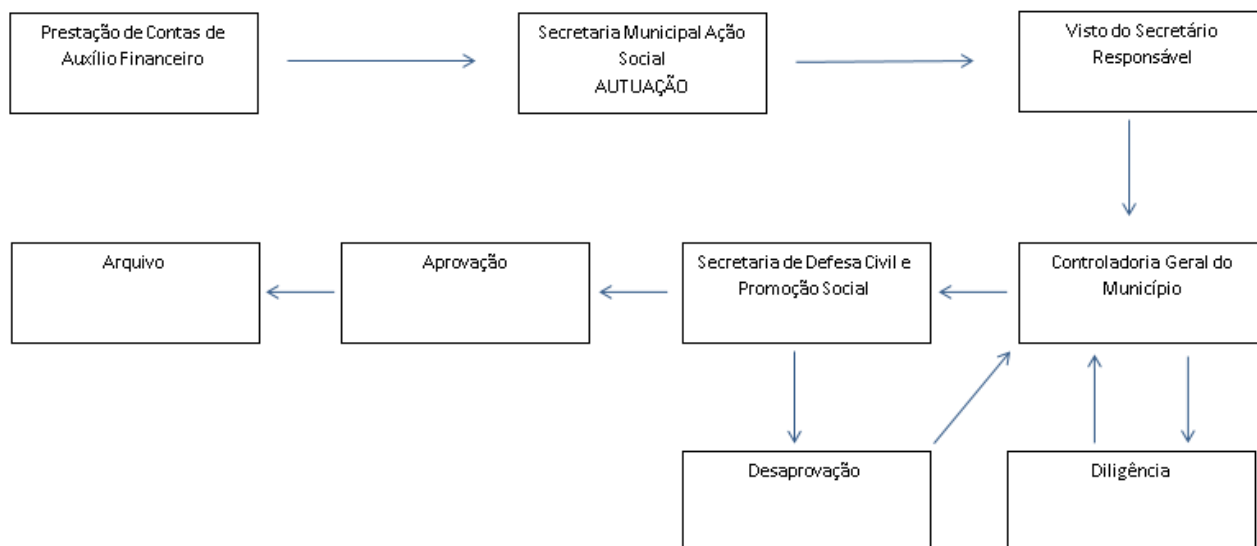 Prestação de Contas de
Auxílio Financeiro
Secretaria Municipal Ação
Social
AUTUAÇÃO
Visto do Secretário
Responsável
Arquivo
Aprovação
Secretaria de Defesa Civil e
Promoção Social
Controladoria Geral do
Município
Desaprovação
Diligência